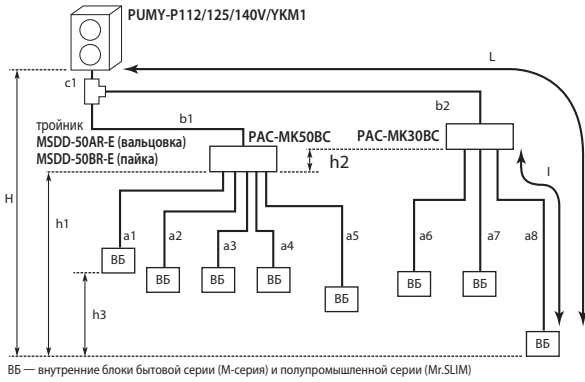 PUMY-P112/125/140V/YKM1
L
c1
b1
b2
тройник
MSDD-50AR-E (вальцовка)
MSDD-50BR-E (пайка)
PAC-MK50BC
PAC-MK30BC
h2
H
h1
l
a1
a2
a3
a4
a5
a6
a7
a8
ВБ
ВБ
ВБ
ВБ
ВБ
ВБ
ВБ
ВБ
h3
ВБ — внутренние блоки бытовой серии (М-серия) и полупромышленной серии (Mr.SLIM)